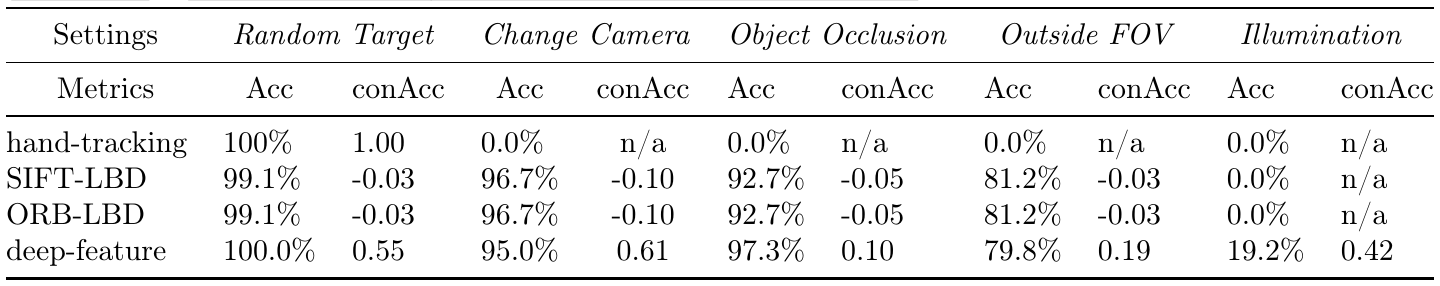 Settings Random Target Change Camera Object Occlusion Outside FOV Illumination
Metrics Acc conAcc Acc conAcc Acc conAcc Acc conAcc Acc conAcc
hand-tracking 100% 1.00 0.0% n/a 0.0% n/a 0.0% n/a 0.0% n/a
SIFT-LBD 99.1% -0.03 96.7% -0.10 92.7% -0.05 81.2% -0.03 0.0% n/a
ORB-LBD 99.1% -0.03 96.7% -0.10 92.7% -0.05 81.2% -0.03 0.0% n/a
deep-feature 100.0% 0.55 95.0% 0.61 97.3% 0.10 79.8% 0.19 19.2% 0.42